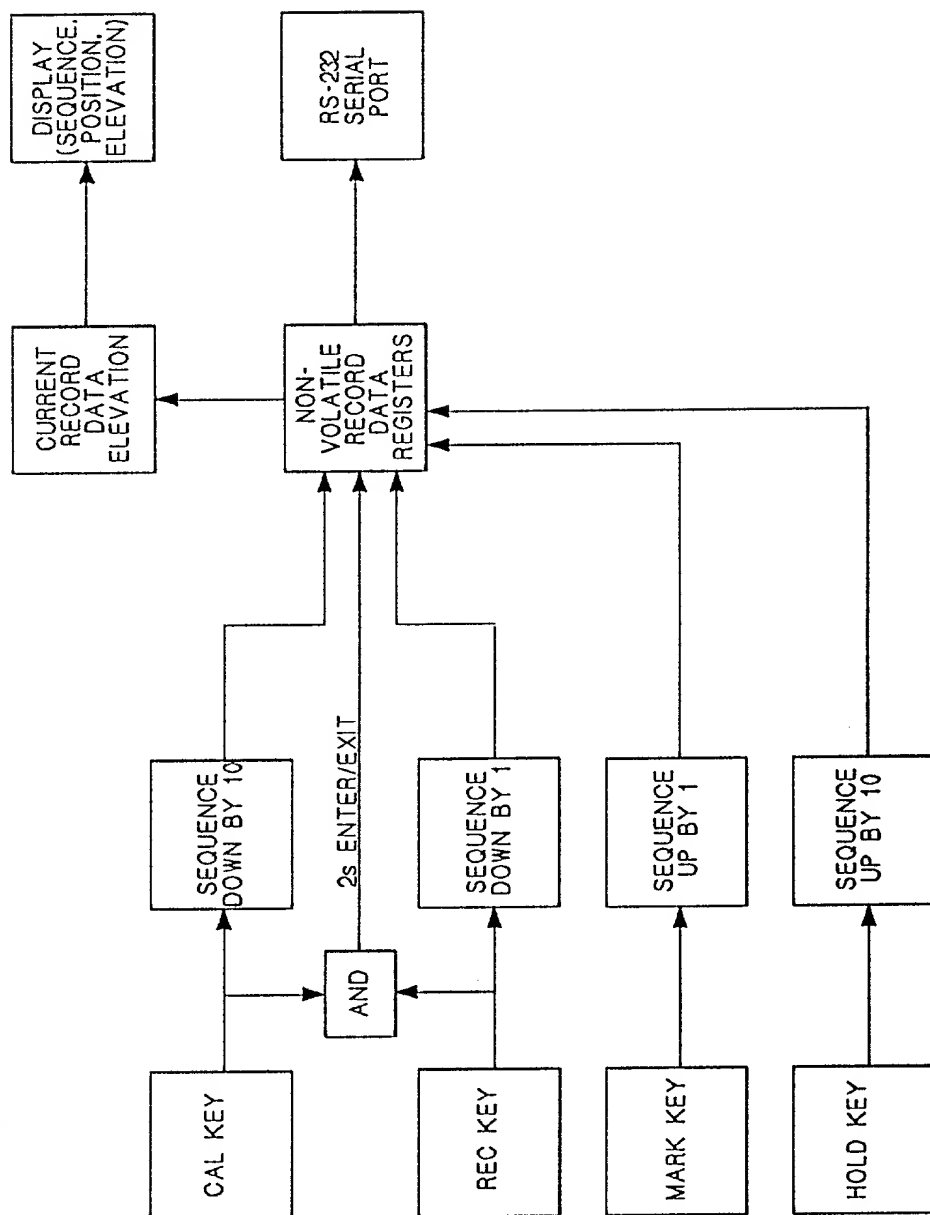 CAL KEY
SEQUENCE
DOWN BY 10
AND
2s ENTER/EXIT
REC KEY
SEQUENCE
DOWN BY 1
MARK KEY
SEQUENCE
UP BY 1
HOLD KEY
SEQUENCE
UP BY 10
NON-
VOLATILE
RECORD
DATA
REGISTERS
CURRENT
RECORD
DATA
ELEVATION
DISPLAY
(SEQUENCE,
POSITION,
ELEVATION)
RS-232
SERIAL
PORT